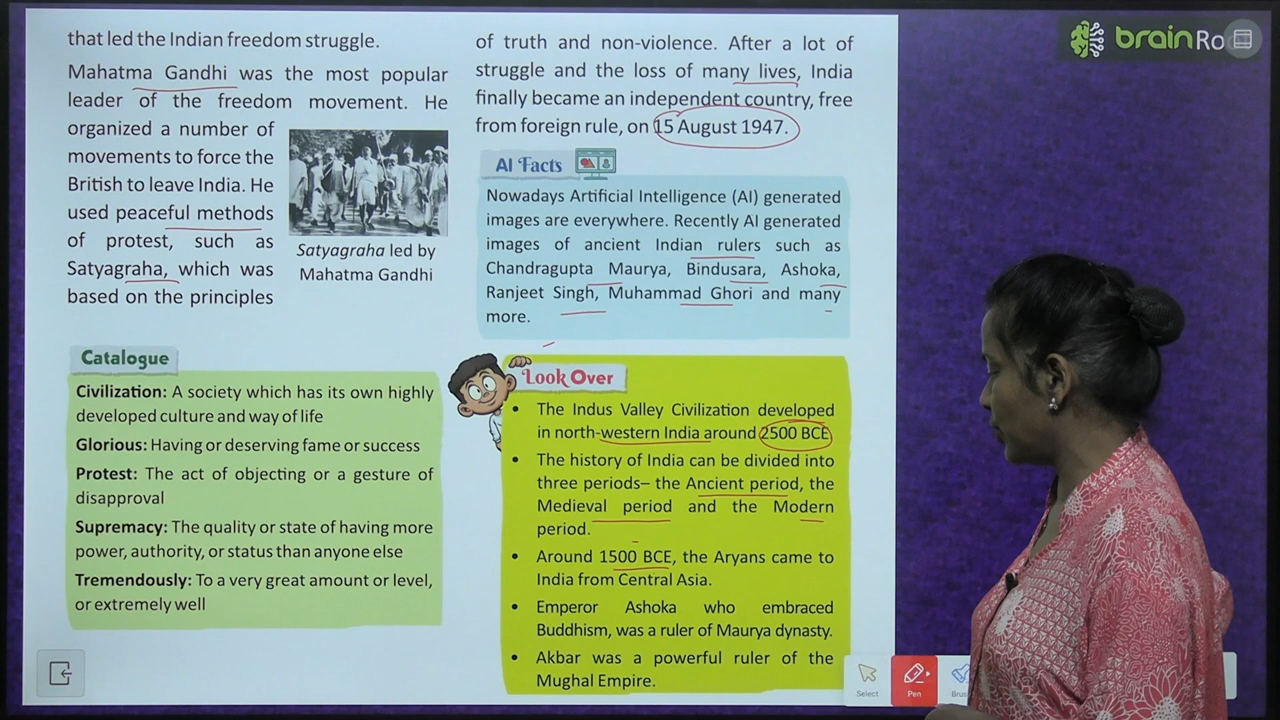 that led the Indian freedom struggle.
Mahatma Gandhi was the most popular
leader of the freedom movement. He
organized a number of
movements to force the
British to leave India. He
used peaceful methods
of protest, such as
Satyagraha, which was
based on the principles
Satyagraha led by
Mahatma Gandhi
Catalogue
Civilization: A society which has its own highly
developed culture and way of life
Glorious: Having or deserving fame or success
Protest: The act of objecting or a gesture of
disapproval
Supremacy: The quality or state of having more
power, authority, or status than anyone else
Tremendously: To a very great amount or level,
or extremely well
of truth and non-violence. After a lot of
struggle and the loss of many lives, India
finally became an independent country, free
from foreign rule, on 15 August 1947.
AI Facts
Nowadays Artificial Intelligence (AI) generated
images are everywhere. Recently AI generated
images of ancient Indian rulers such as
Chandragupta Maurya, Bindusara, Ashoka,
Ranjeet Singh, Muhammad Ghori and many
more.
Look Over
• The Indus Valley Civilization developed
in north-western India around 2500 BCE
• The history of India can be divided into
three periods– the Ancient period, the
Medieval period and the Modern
period.
• Around 1500 BCE, the Aryans came to
India from Central Asia.
• Emperor Ashoka who embraced
Buddhism, was a ruler of Maurya dynasty.
• Akbar was a powerful ruler of the
Mughal Empire.
brain
Select
Pen